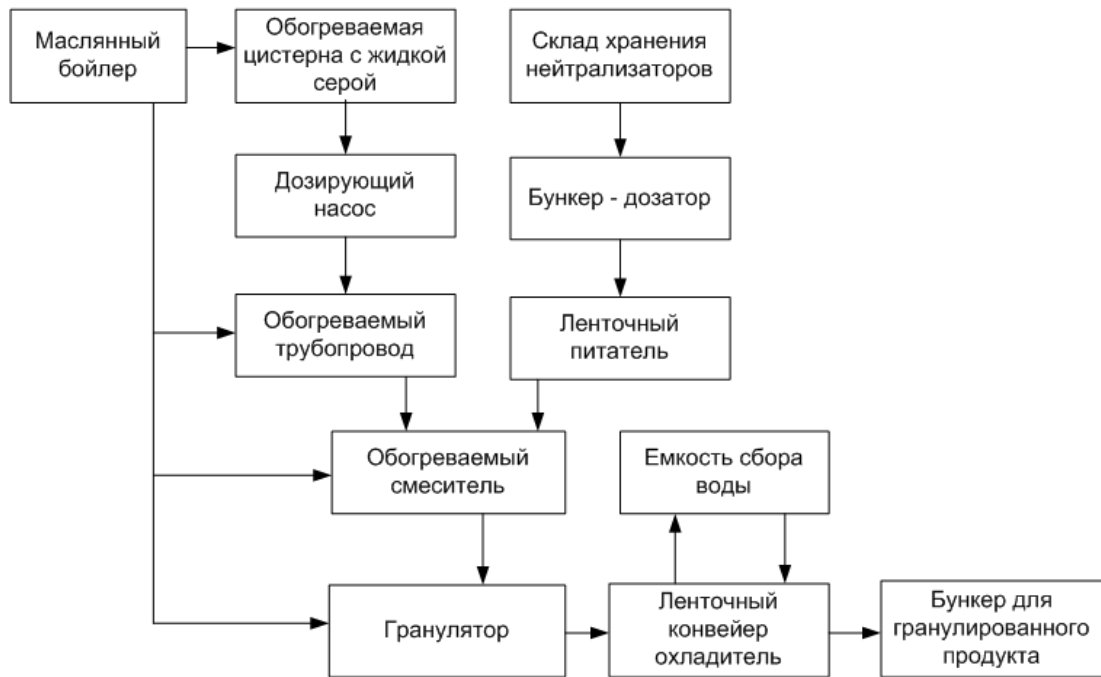 Маслянный
бойлер
Обогреваемая
цистерна с жидкой
серой
Склад хранения
нейтрализаторов
Дозирующий
насос
Бункер - дозатор
Обогреваемый
трубопровод
Ленточный
питатель
Обогреваемый
смеситель
Емкость сбора
воды
Гранулятор
Ленточный
конвейер
охладитель
Бункер для
гранулированного
продукта